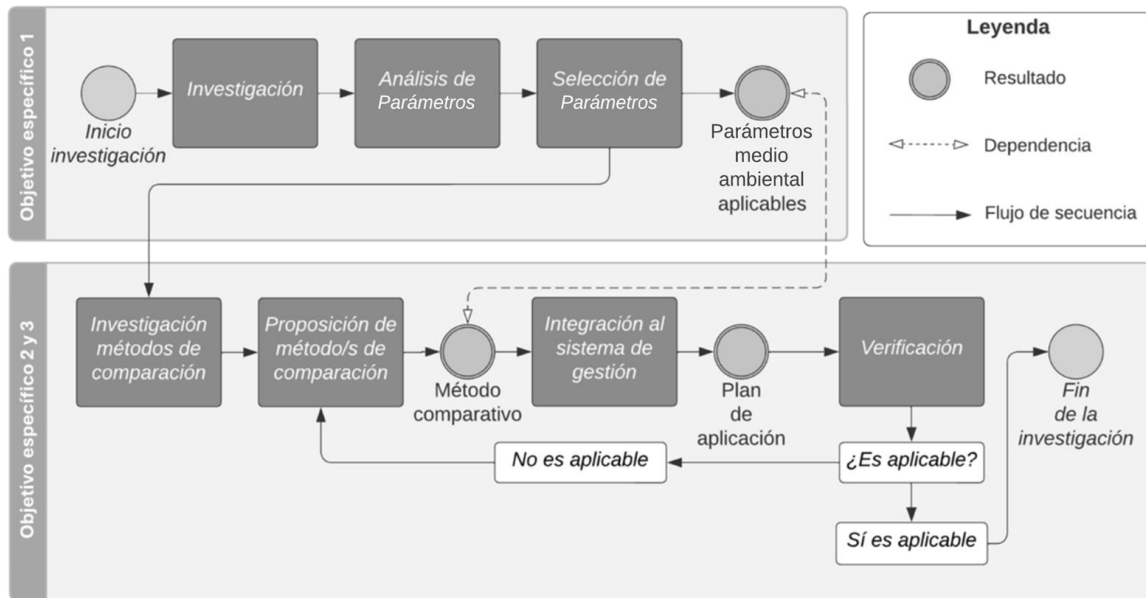 Objetivo específico 1
Inicio
investigación
Investigación
Análisis de
Parámetros
Selección de
Parámetros
Parámetros
medio
ambiental
aplicables
Leyenda
Resultado
Dependencia
Flujo de secuencia
Objetivo específico 2 y 3
Investigación
métodos de
comparación
Proposición de
método/s de
comparación
Método
comparativo
Integración al
sistema de
gestión
Plan
de
aplicación
Verificación
Fin
de la
investigación
No es aplicable
¿Es aplicable?
Sí es aplicable